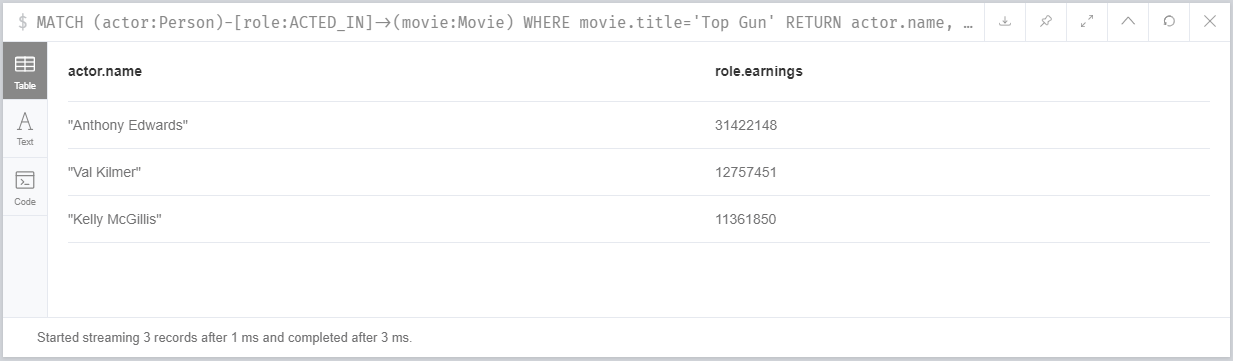 $ MATCH (actor:Person)-[role:ACTED_IN]->(movie:Movie) WHERE movie.title='Top Gun' RETURN actor.name, …
Table
Text
Code
actor.name role.earnings
"Anthony Edwards" 31422148
"Val Kilmer" 12757451
"Kelly McGillis" 11361850
Started streaming 3 records after 1 ms and completed after 3 ms.